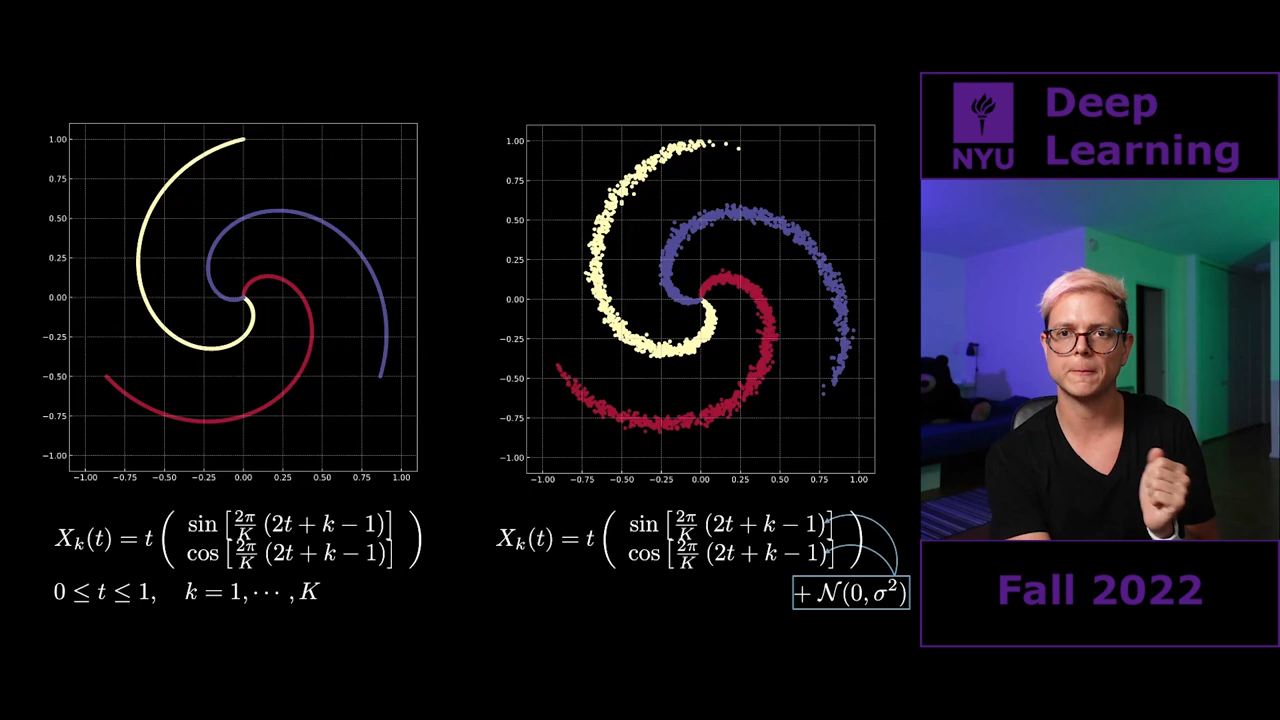 1.00
0.75
0.50
0.25
0.00
−0.25
−0.50
−0.75
−1.00
−1.00 −0.75 −0.50 −0.25 0.00 0.25 0.50 0.75 1.00
X_k(t) = t ( sin [2π/K (2t + k − 1)]
cos [2π/K (2t + k − 1)] )
0 ≤ t ≤ 1, k = 1, ⋯ , K
1.00
0.75
0.50
0.25
0.00
−0.25
−0.50
−0.75
−1.00
−1.00 −0.75 −0.50 −0.25 0.00 0.25 0.50 0.75 1.00
X_k(t) = t ( sin [2π/K (2t + k − 1)]
cos [2π/K (2t + k − 1)] )
+ 𝒩(0, σ²)
NYU
Deep
Learning
Fall 2022